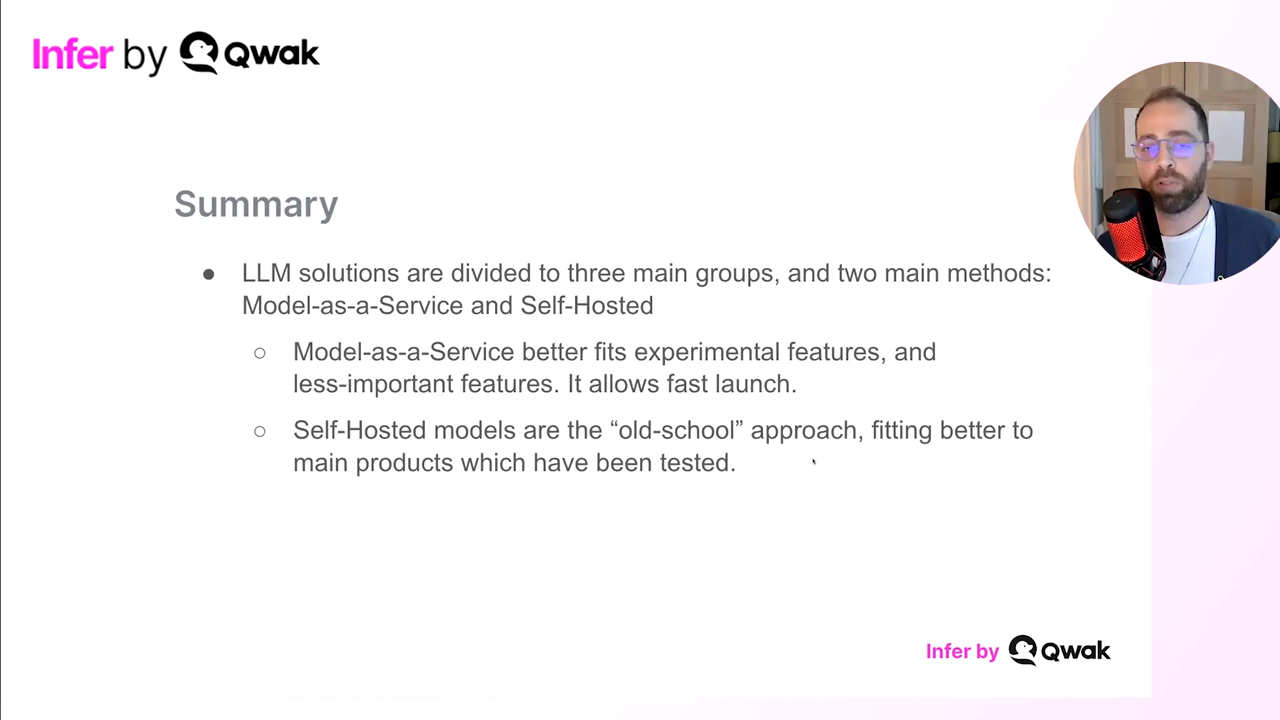 Infer by Qwak
Summary
● LLM solutions are divided to three main groups, and two main methods:
Model-as-a-Service and Self-Hosted
○ Model-as-a-Service better fits experimental features, and
less-important features. It allows fast launch.
○ Self-Hosted models are the “old-school” approach, fitting better to
main products which have been tested.
Infer by Qwak